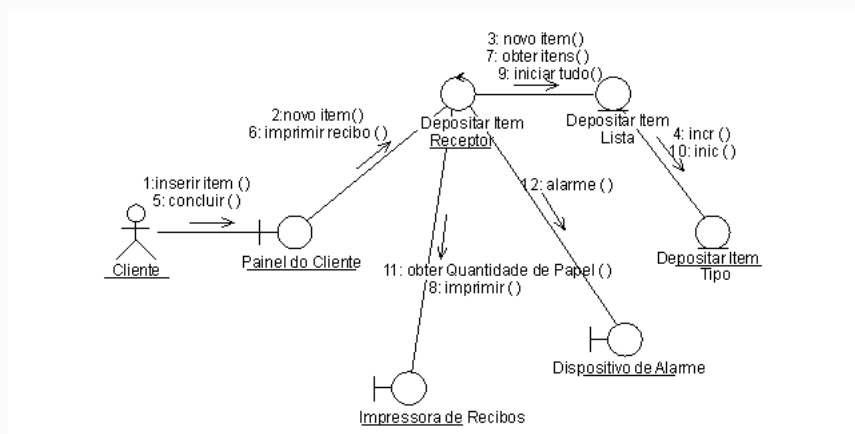 3: novo item()
7: obter itens()
9: iniciar tudo()
2:novo item()
6: imprimir recibo ()
Depositar Item
Receptor
Depositar Item
Lista
4: incr ()
10: inic ()
1:inserir item ()
5: concluir ()
12: alarme ()
Cliente
Painel do Cliente
11: obter Quantidade de Papel ()
8: imprimir ()
Depositar Item
Tipo
Dispositivo de Alarme
Impressora de Recibos